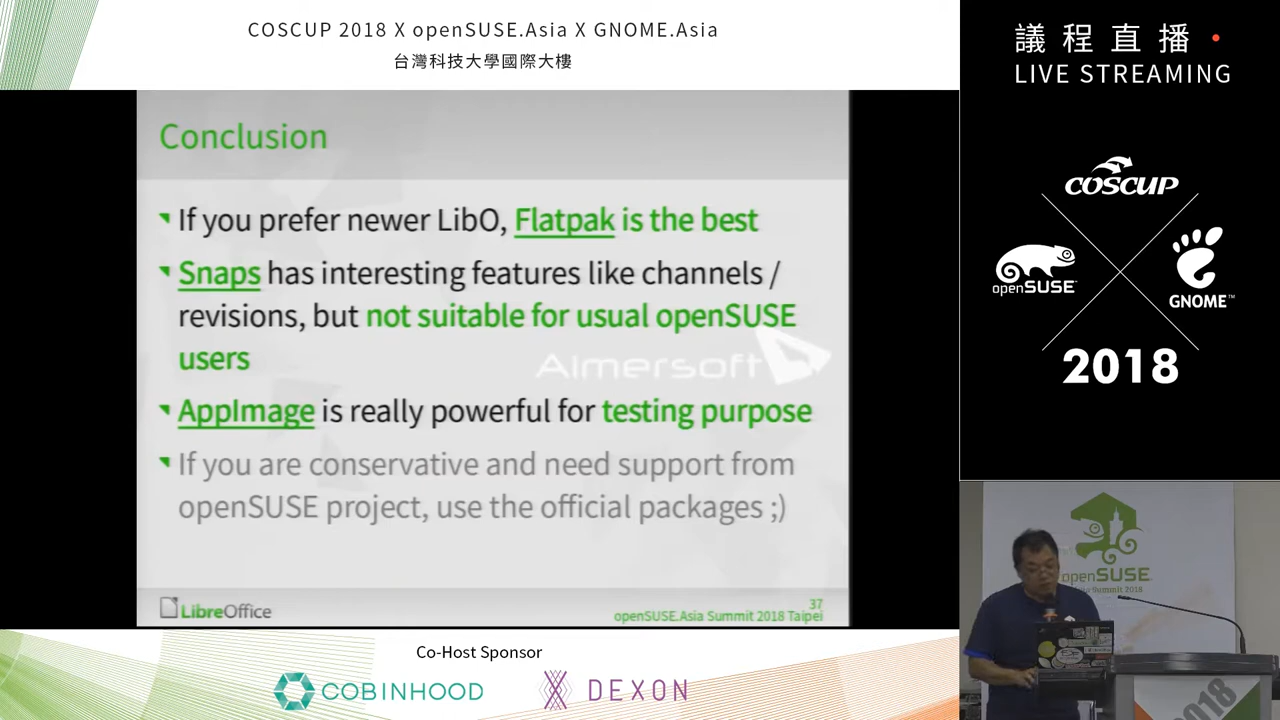 COSCUP 2018 X openSUSE.Asia X GNOME.Asia
台灣科技大學國際大樓
議程直播
LIVE STREAMING
Conclusion
If you prefer newer LibO, Flatpak is the best
Snaps has interesting features like channels /
revisions, but not suitable for usual openSUSE
users
AppImage is really powerful for testing purpose
If you are conservative and need support from
openSUSE project, use the official packages ;)
Aimersoft
LibreOffice
37
openSUSE.Asia Summit 2018 Taipei
COSCUP
openSUSE
GNOME™
2018
openSUSE
Summit 2018
2018
Co-Host Sponsor
COBINHOOD
DEXON